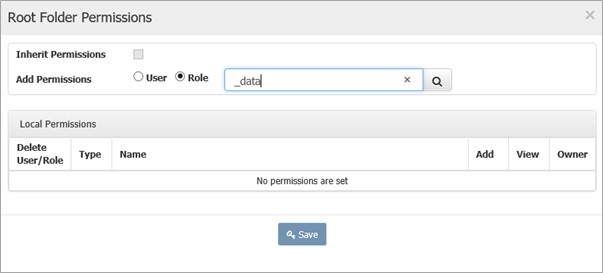 Root Folder Permissions
Inherit Permissions
Add Permissions User Role _data
Local Permissions
Delete User/Role Type Name Add View Owner
No permissions are set
Save